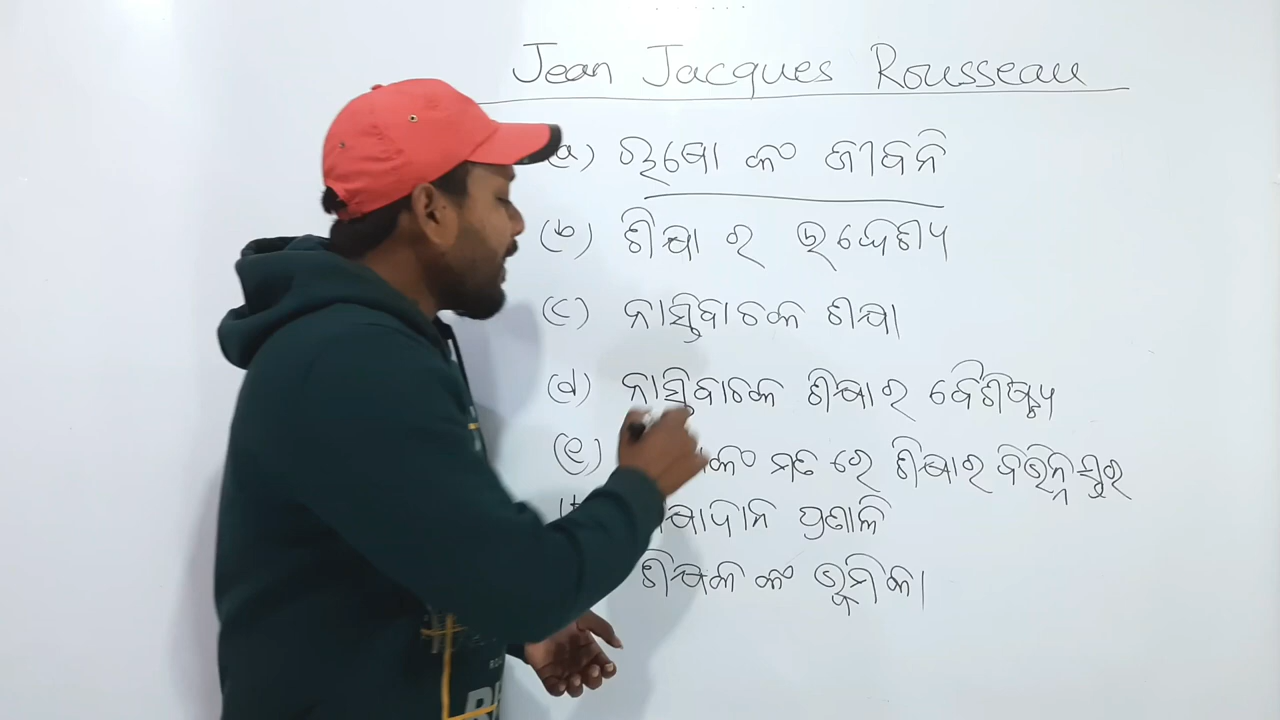 Jean Jacques Rousseau
(a) ରୁଷୋ ଙ୍କ ଜୀବନି
(b) ଶିକ୍ଷା ର ଉଦ୍ଦେଶ୍ୟ
(c) ନାସ୍ତିବାଚକ ଶିକ୍ଷା
(d) ନାସ୍ତିବାଚକ ଶିକ୍ଷାର ବୈଶିଷ୍ଟ୍ୟ
(e) ମତ ରେ ଶିକ୍ଷାର ବିଭିନ୍ନ ସ୍ତର
ପ୍ରଣାଳି
ଶିକ୍ଷକ ଙ୍କ ଭୂମିକା